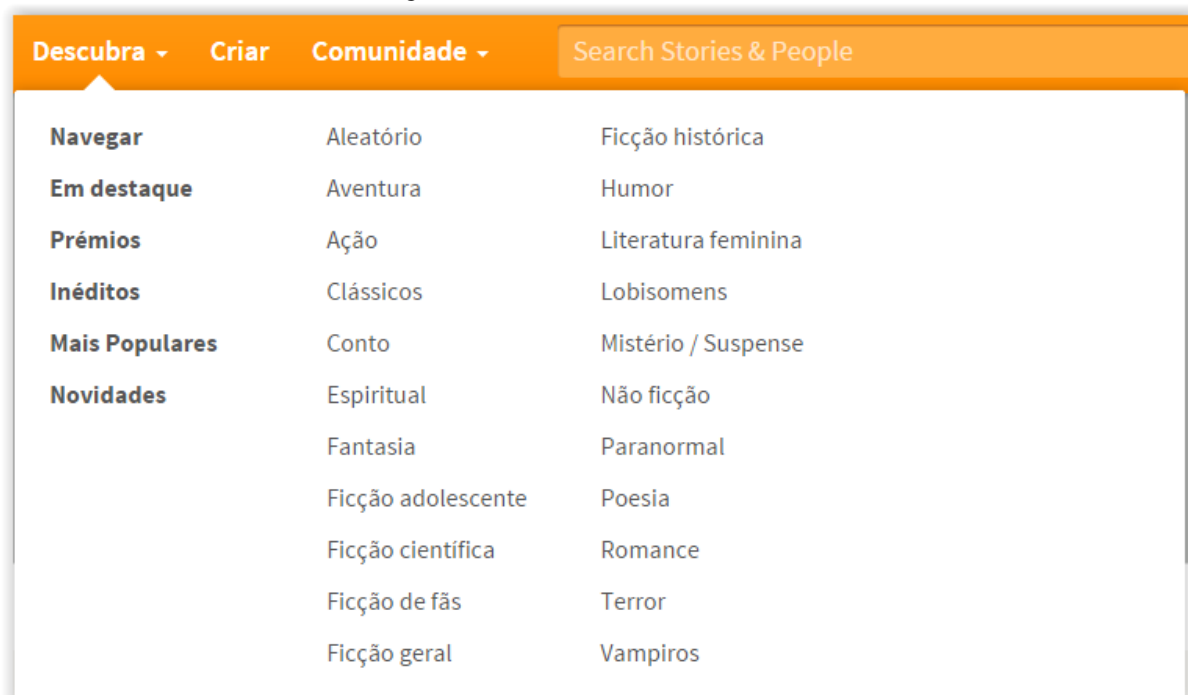 Descubra Criar Comunidade Search Stories & People
Navegar
Em destaque
Prémios
Inéditos
Mais Populares
Novidades
Aleatório
Aventura
Ação
Clássicos
Conto
Espiritual
Fantasia
Ficção adolescente
Ficção científica
Ficção de fãs
Ficção geral
Ficção histórica
Humor
Literatura feminina
Lobisomens
Mistério / Suspense
Não ficção
Paranormal
Poesia
Romance
Terror
Vampiros